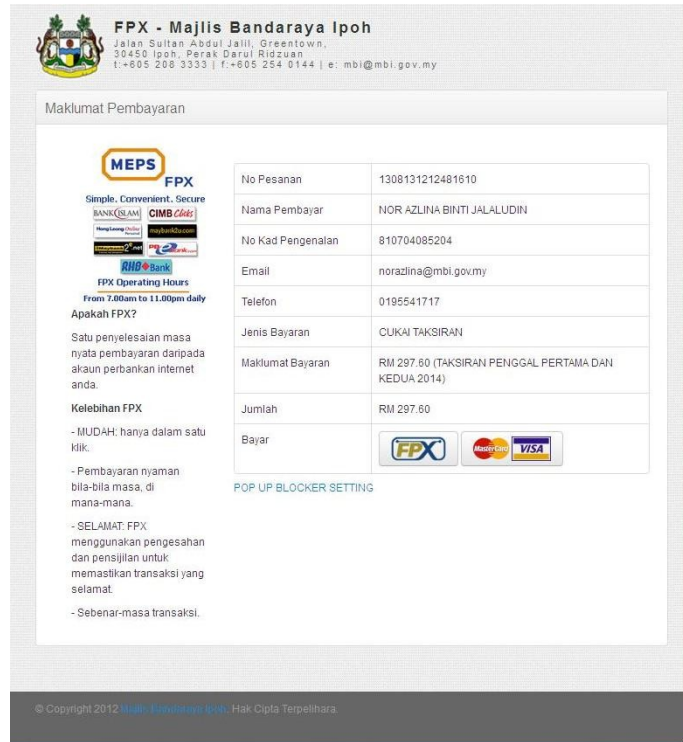 FPX - Majlis Bandaraya Ipoh
Jalan Sultan Abdul Jalil, Greentown,
30450 Ipoh, Perak Darul Ridzuan
t:+605 208 3333 | f:+605 254 0144 | e: mbi@mbi.gov.my
Maklumat Pembayaran
MEPS
FPX
Simple. Convenient. Secure
BANK ISLAM CIMB Clicks
Hong Leong Online maybank2u.com
RHB Bank
FPX Operating Hours
From 7.00am to 11.00pm daily
Apakah FPX?
Satu penyelesaian masa
nyata pembayaran daripada
akaun perbankan internet
anda.
Kelebihan FPX
- MUDAH: hanya dalam satu
klik.
- Pembayaran nyaman
bila-bila masa, di
mana-mana.
- SELAMAT: FPX
menggunakan pengesahan
dan pensijilan untuk
memastikan transaksi yang
selamat.
- Sebenar-masa transaksi.
No Pesanan 1308131212481610
Nama Pembayar NOR AZLINA BINTI JALALUDIN
No Kad Pengenalan 810704085204
Email norazlina@mbi.gov.my
Telefon 0195541717
Jenis Bayaran CUKAI TAKSIRAN
Maklumat Bayaran RM 297.60 (TAKSIRAN PENGGAL PERTAMA DAN
KEDUA 2014)
Jumlah RM 297.60
Bayar FPX MasterCard VISA
POP UP BLOCKER SETTING
© Copyright 2012 Majlis Bandaraya Ipoh. Hak Cipta Terpelihara.